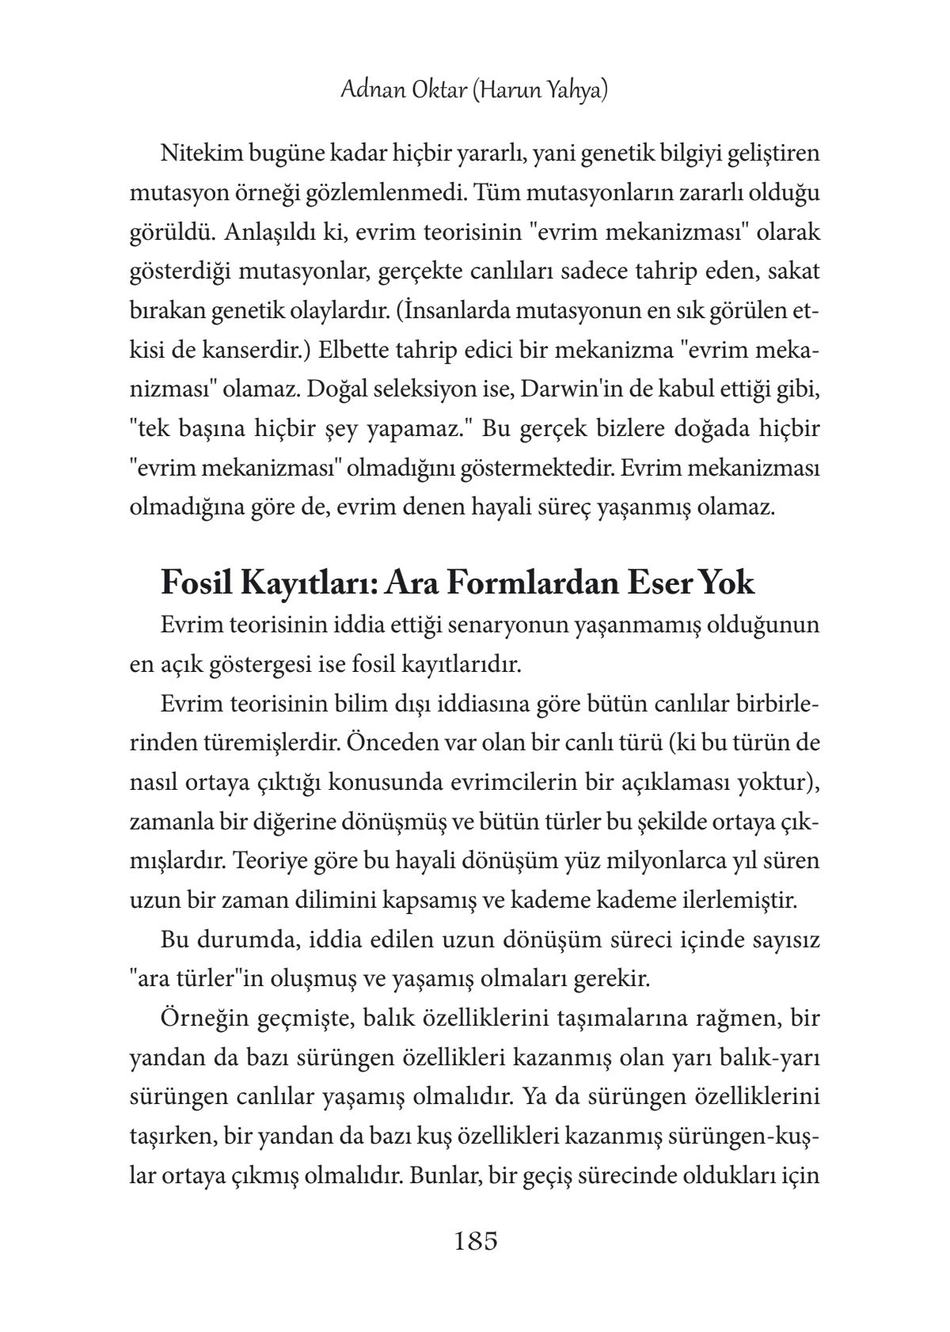 Adnan Oktar (Harun Yahya)
Nitekim bugüne kadar hiçbir yararlı, yani genetik bilgiyi geliştiren
mutasyon örneği gözlemlenmedi. Tüm mutasyonların zararlı olduğu
görüldü. Anlaşıldı ki, evrim teorisinin "evrim mekanizması" olarak
gösterdiği mutasyonlar, gerçekte canlıları sadece tahrip eden, sakat
bırakan genetik olaylardır. (İnsanlarda mutasyonun en sık görülen et-
kisi de kanserdir.) Elbette tahrip edici bir mekanizma "evrim meka-
nizması" olamaz. Doğal seleksiyon ise, Darwin'in de kabul ettiği gibi,
"tek başına hiçbir şey yapamaz." Bu gerçek bizlere doğada hiçbir
"evrim mekanizması" olmadığını göstermektedir. Evrim mekanizması
olmadığına göre de, evrim denen hayali süreç yaşanmış olamaz.
Fosil Kayıtları: Ara Formlardan Eser Yok
Evrim teorisinin iddia ettiği senaryonun yaşanmamış olduğunun
en açık göstergesi ise fosil kayıtlarıdır.
Evrim teorisinin bilim dışı iddiasına göre bütün canlılar birbirle-
rinden türemişlerdir. Önceden var olan bir canlı türü (ki bu türün de
nasıl ortaya çıktığı konusunda evrimcilerin bir açıklaması yoktur),
zamanla bir diğerine dönüşmüş ve bütün türler bu şekilde ortaya çık-
mışlardır. Teoriye göre bu hayali dönüşüm yüz milyonlarca yıl süren
uzun bir zaman dilimini kapsamış ve kademe kademe ilerlemiştir.
Bu durumda, iddia edilen uzun dönüşüm süreci içinde sayısız
"ara türler"in oluşmuş ve yaşamış olmaları gerekir.
Örneğin geçmişte, balık özelliklerini taşımalarına rağmen, bir
yandan da bazı sürüngen özellikleri kazanmış olan yarı balık-yarı
sürüngen canlılar yaşamış olmalıdır. Ya da sürüngen özelliklerini
taşırken, bir yandan da bazı kuş özellikleri kazanmış sürüngen-kuş-
lar ortaya çıkmış olmalıdır. Bunlar, bir geçiş sürecinde oldukları için
185